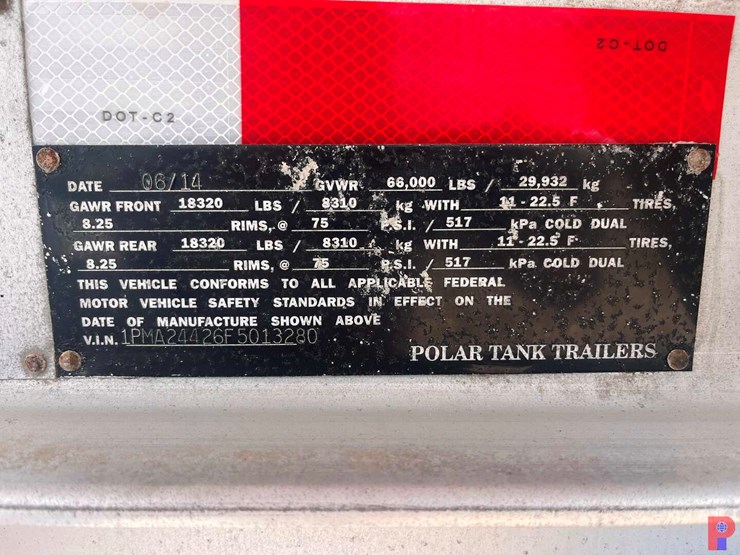 DOT-C2
DOT-C2
DATE 06/14 GVWR 66,000 LBS / 29,932 kg
GAWR FRONT 18320 LBS / 8310 kg WITH 11 - 22.5 F TIRES,
8.25 RIMS, @ 75 P.S.I. / 517 kPa COLD DUAL
GAWR REAR 18320 LBS / 8310 kg WITH 11 - 22.5 F TIRES,
8.25 RIMS, @ 75 P.S.I. / 517 kPa COLD DUAL
THIS VEHICLE CONFORMS TO ALL APPLICABLE FEDERAL
MOTOR VEHICLE SAFETY STANDARDS IN EFFECT ON THE
DATE OF MANUFACTURE SHOWN ABOVE
V.I.N. 1PMA24426F5013280
POLAR TANK TRAILERS